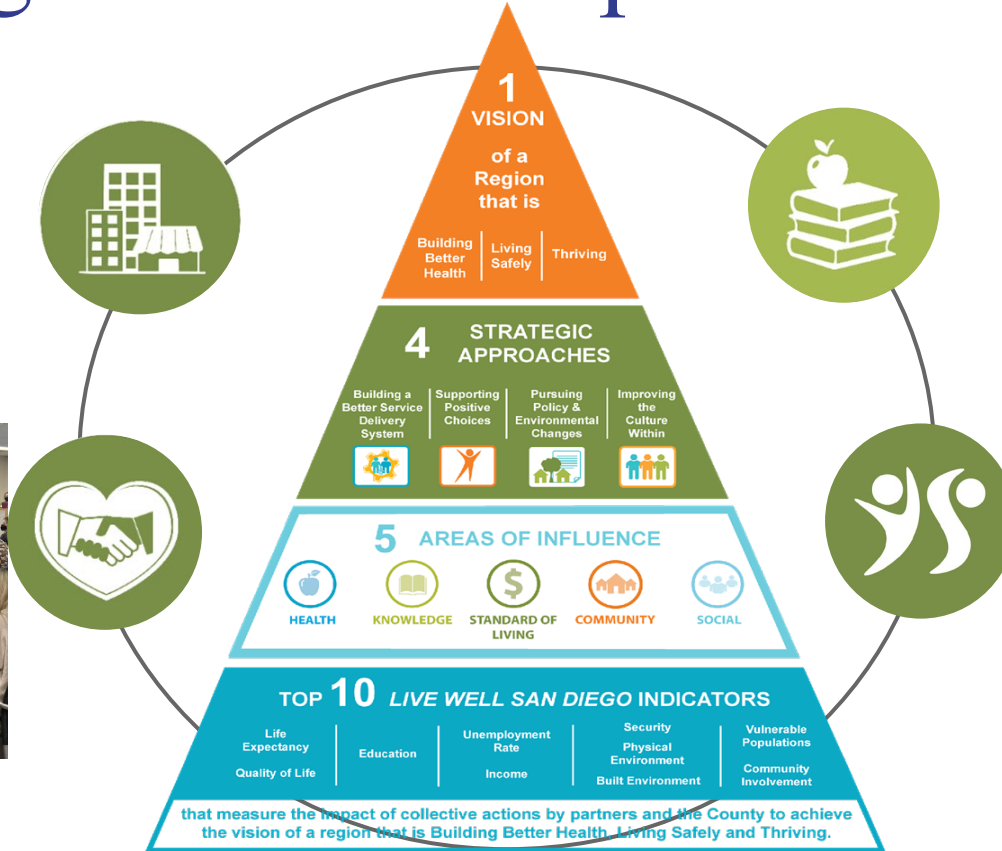 1
VISION
of a
Region
that is
Building
Better
Health
Living
Safely
Thriving
4
STRATEGIC
APPROACHES
Building a
Better Service
Delivery
System
Supporting
Positive
Choices
Pursuing
Policy &
Environmental
Changes
Improving
the
Culture
Within
5 AREAS OF INFLUENCE
HEALTH
KNOWLEDGE
STANDARD OF
LIVING
COMMUNITY
SOCIAL
TOP 10 LIVE WELL SAN DIEGO INDICATORS
Life
Expectancy
Quality of Life
Education
Unemployment
Rate
Income
Security
Physical
Environment
Built Environment
Vulnerable
Populations
Community
Involvement
that measure the impact of collective actions by partners and the County to achieve
the vision of a region that is Building Better Health, Living Safely and Thriving.